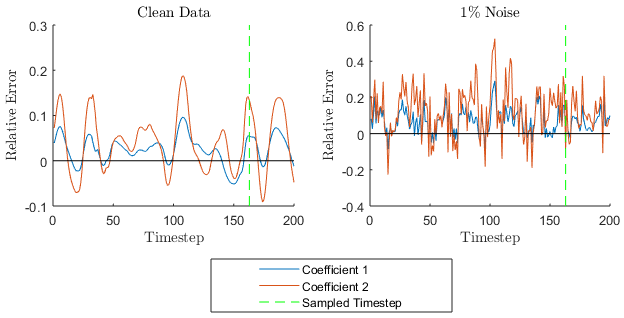 Clean Data
1% Noise
Relative Error
0.3
0.2
0.1
0
-0.1
0
50
100
150
200
Timestep
Relative Error
0.6
0.4
0.2
0
-0.2
-0.4
0
50
100
150
200
Timestep
Coefficient 1
Coefficient 2
Sampled Timestep